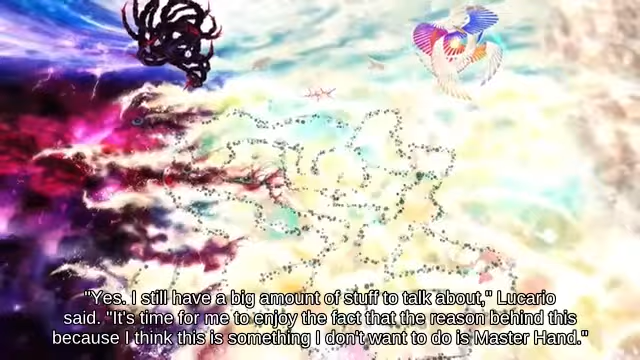 "Yes. I still have a big amount of stuff to talk about," Lucario
said. "It's time for me to enjoy the fact that the reason behind this
because I think this is something I don't want to do is Master Hand."